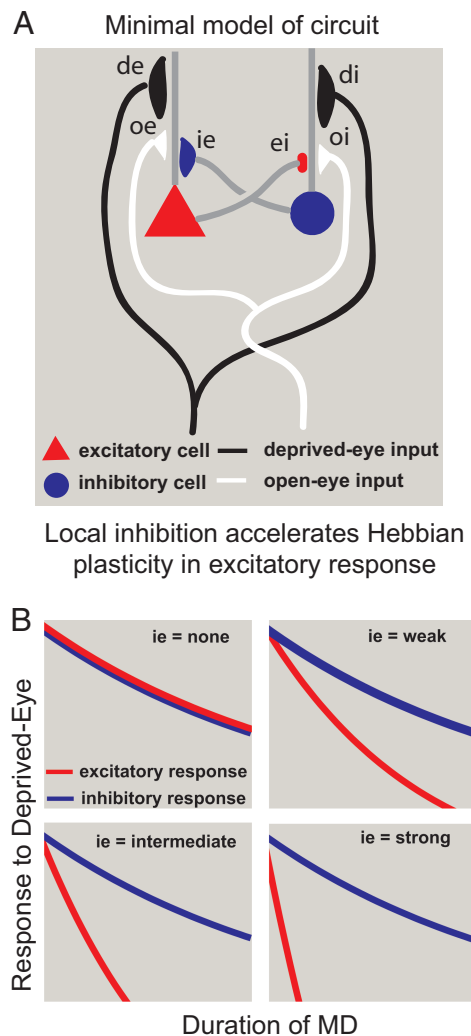 A
Minimal model of circuit
de
di
oe
ie
ei
oi
excitatory cell
deprived-eye input
inhibitory cell
open-eye input
Local inhibition accelerates Hebbian
plasticity in excitatory response
B
Response to Deprived-Eye
ie = none
ie = weak
excitatory response
inhibitory response
ie = intermediate
ie = strong
Duration of MD